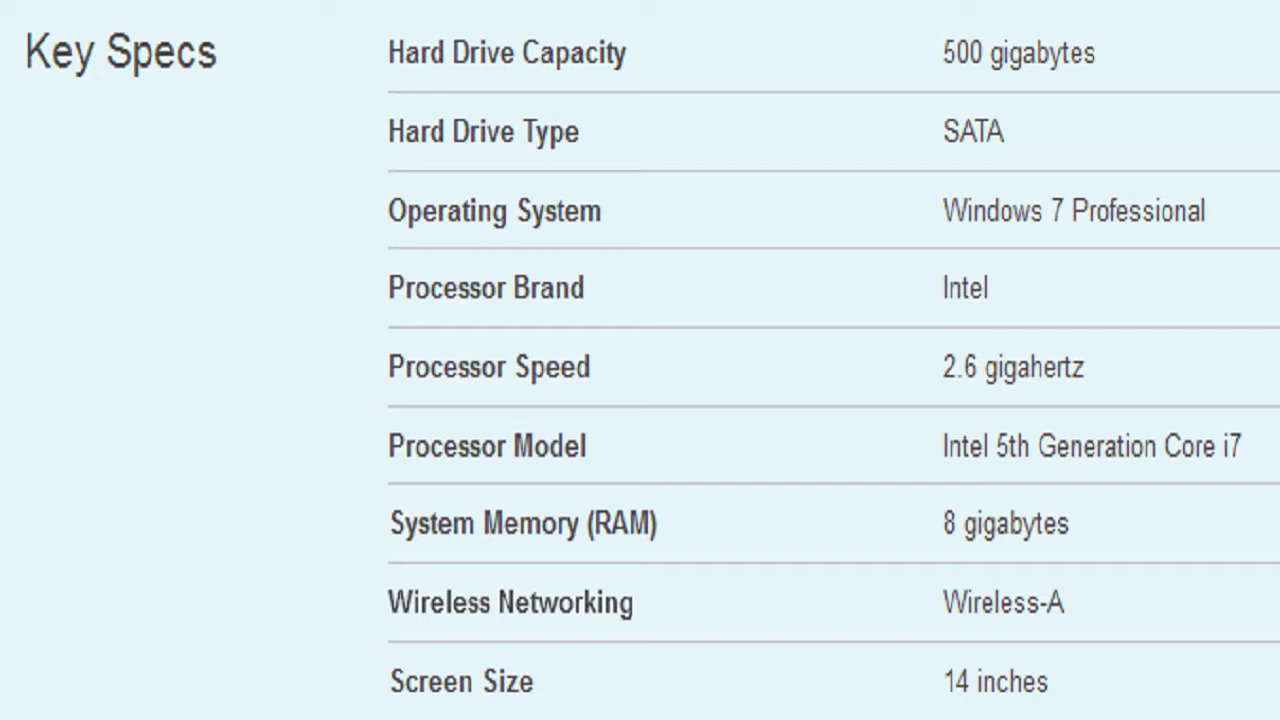 Key Specs
Hard Drive Capacity 500 gigabytes
Hard Drive Type SATA
Operating System Windows 7 Professional
Processor Brand Intel
Processor Speed 2.6 gigahertz
Processor Model Intel 5th Generation Core i7
System Memory (RAM) 8 gigabytes
Wireless Networking Wireless-A
Screen Size 14 inches